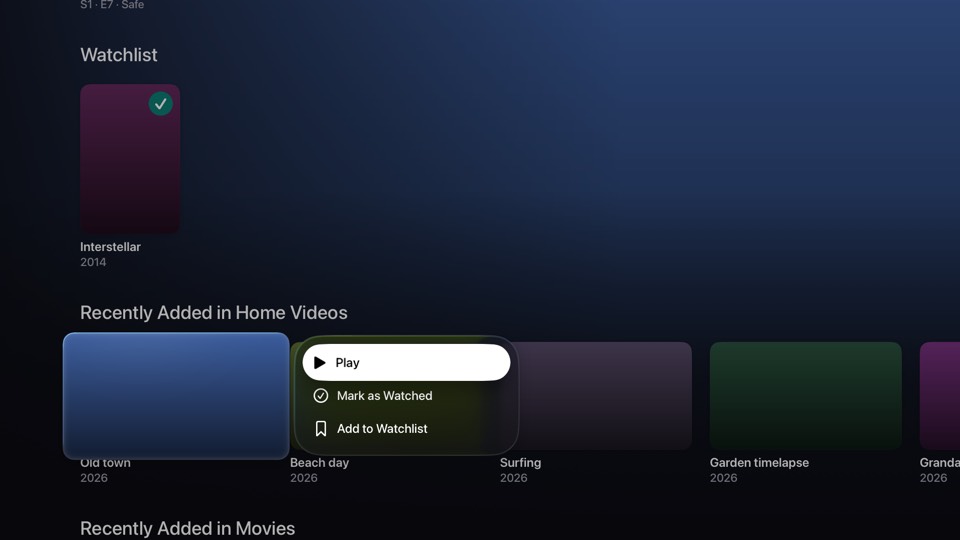 S1 · E7 · Safe
Watchlist
Interstellar
2014
Recently Added in Home Videos
Play
Mark as Watched
Add to Watchlist
Old town
2026
Beach day
2026
Surfing
2026
Garden timelapse
2026
Granda
2026
Recently Added in Movies